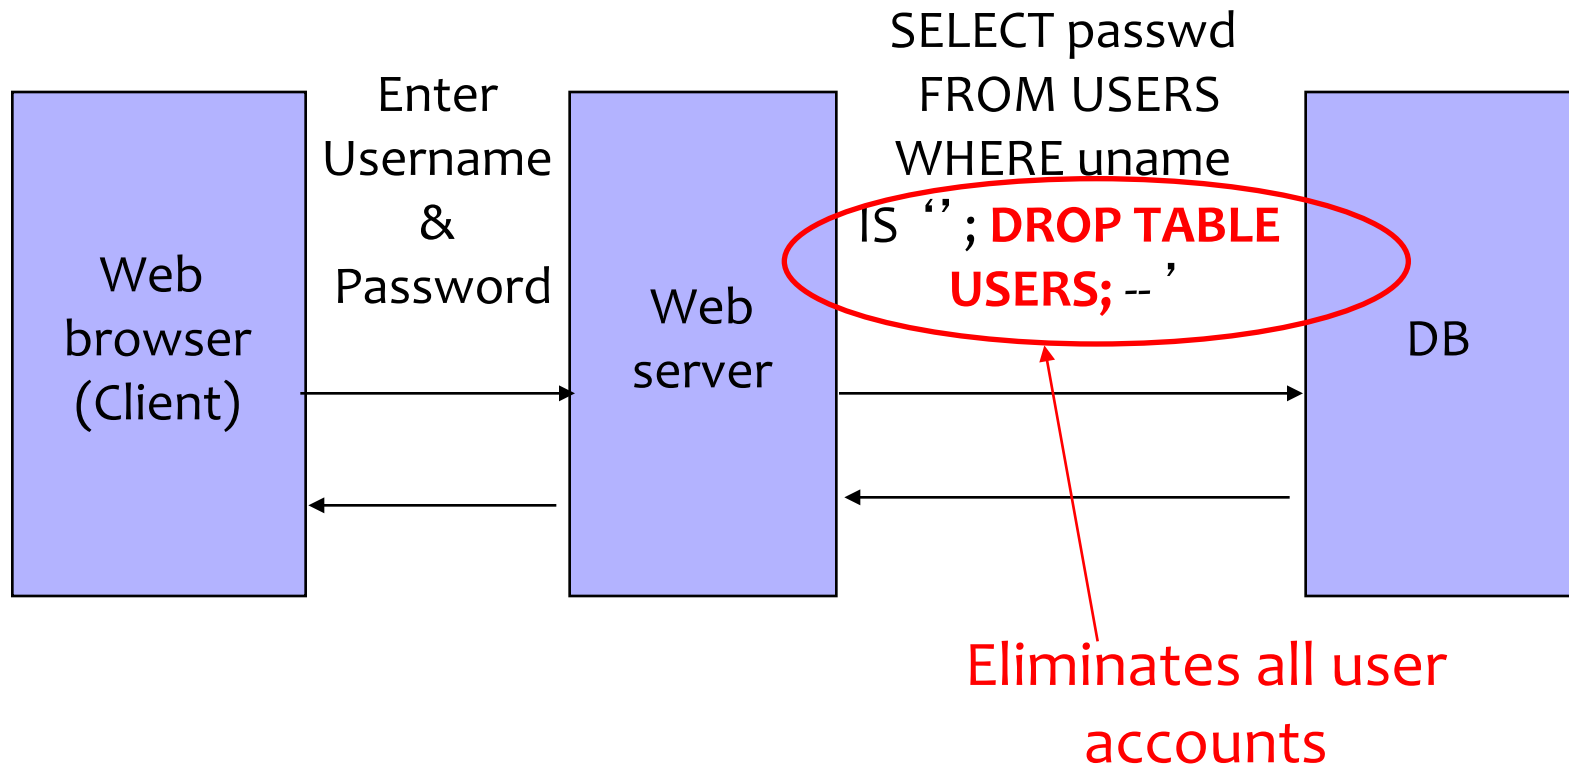 Web
browser
(Client)
Enter
Username
&
Password
Web
server
SELECT passwd
FROM USERS
WHERE uname
IS ‘’ ; DROP TABLE
USERS; -- ’
DB
Eliminates all user
accounts